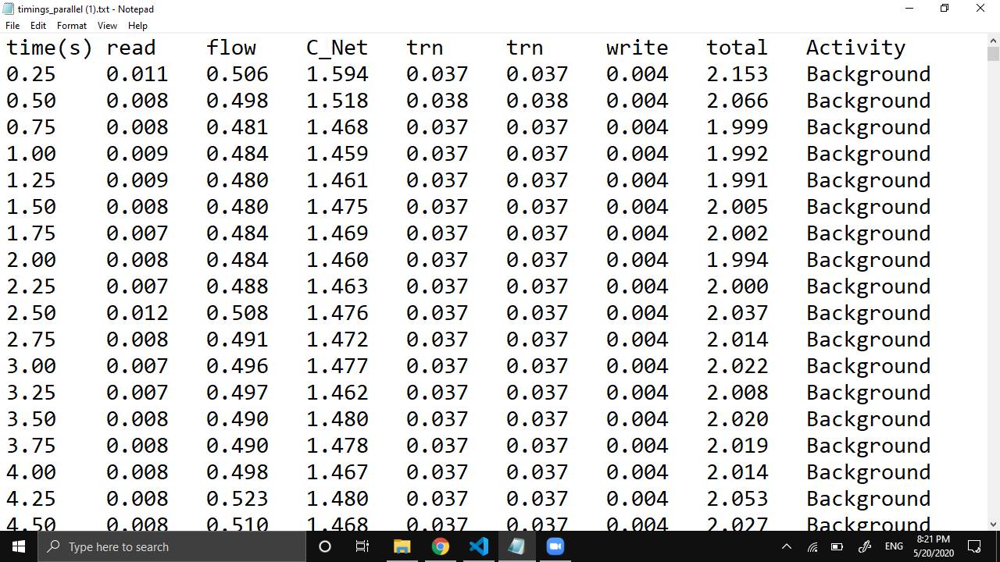 timings_parallel (1).txt - Notepad
File Edit Format View Help
time(s) read flow C_Net trn trn write total Activity
0.25 0.011 0.506 1.594 0.037 0.037 0.004 2.153 Background
0.50 0.008 0.498 1.518 0.038 0.038 0.004 2.066 Background
0.75 0.008 0.481 1.468 0.037 0.037 0.004 1.999 Background
1.00 0.009 0.484 1.459 0.037 0.037 0.004 1.992 Background
1.25 0.009 0.480 1.461 0.037 0.037 0.004 1.991 Background
1.50 0.008 0.480 1.475 0.037 0.037 0.004 2.005 Background
1.75 0.007 0.484 1.469 0.037 0.037 0.004 2.002 Background
2.00 0.008 0.484 1.460 0.037 0.037 0.004 1.994 Background
2.25 0.007 0.488 1.463 0.037 0.037 0.004 2.000 Background
2.50 0.012 0.508 1.476 0.037 0.037 0.004 2.037 Background
2.75 0.008 0.491 1.472 0.037 0.037 0.004 2.014 Background
3.00 0.007 0.496 1.477 0.037 0.037 0.004 2.022 Background
3.25 0.007 0.497 1.462 0.037 0.037 0.004 2.008 Background
3.50 0.008 0.490 1.480 0.037 0.037 0.004 2.020 Background
3.75 0.008 0.490 1.478 0.037 0.037 0.004 2.019 Background
4.00 0.008 0.498 1.467 0.037 0.037 0.004 2.014 Background
4.25 0.008 0.523 1.480 0.037 0.037 0.004 2.053 Background
4.50 0.008 0.510 1.468 0.037 0.037 0.004 2.027 Background
Type here to search
ENG
8:21 PM
5/20/2020